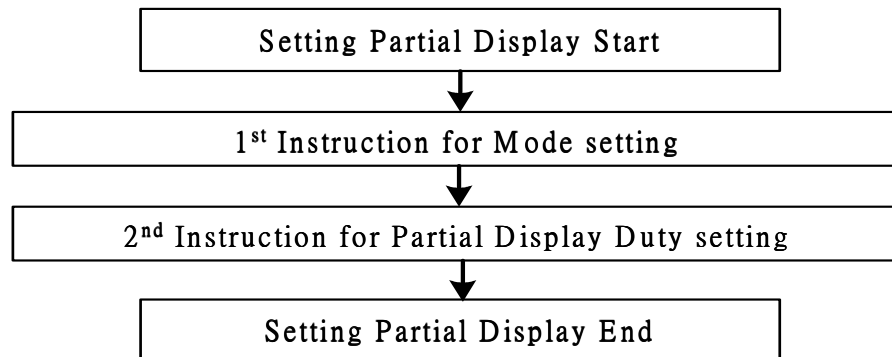 Setting Partial Display Start
1st Instruction for Mode setting
2nd Instruction for Partial Display Duty setting
Setting Partial Display End